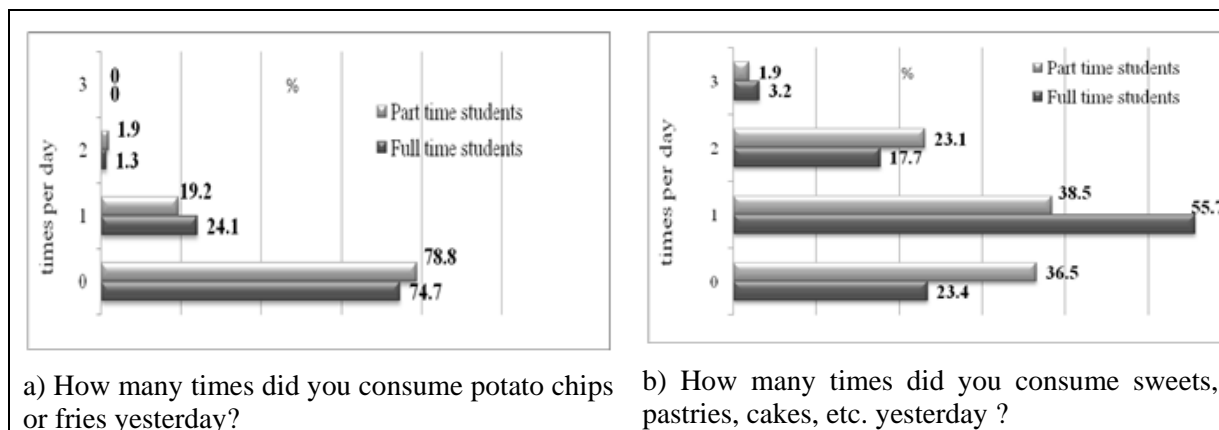 3
0
0
%
Part time students
Full time students
2
1.9
1.3
1
19.2
24.1
0
78.8
74.7
times per day
3
1.9
3.2
%
Part time students
Full time students
2
23.1
17.7
1
38.5
55.7
0
36.5
23.4
times per day
a) How many times did you consume potato chips
or fries yesterday?
b) How many times did you consume sweets,
pastries, cakes, etc. yesterday ?